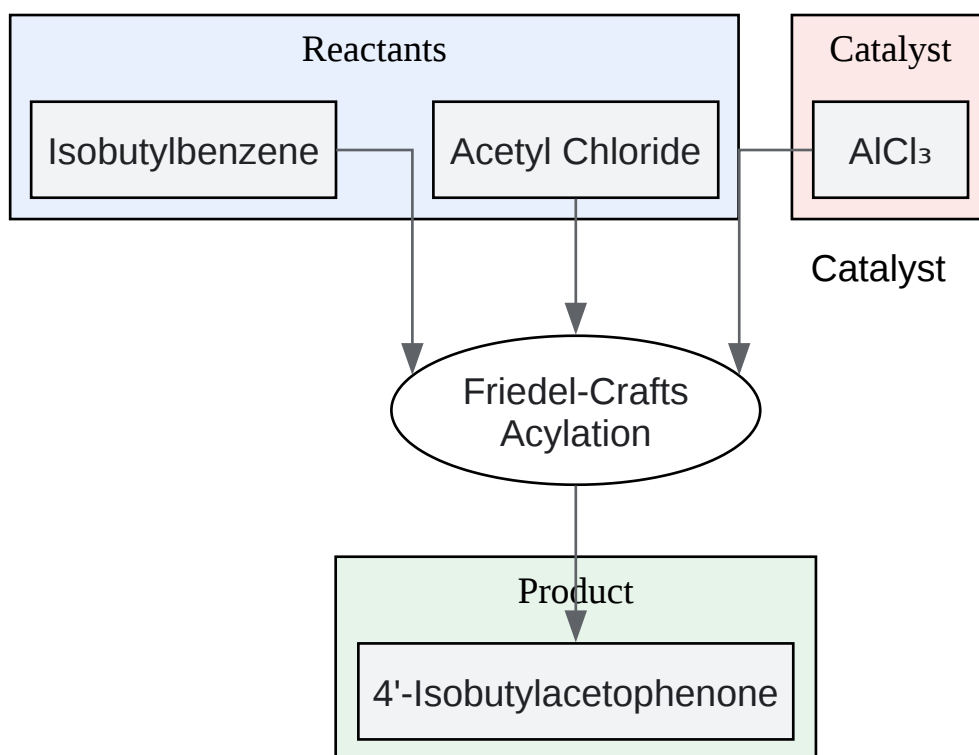 Reactants
Catalyst
Isobutylbenzene
Acetyl Chloride
AlCl₃
Catalyst
Friedel-Crafts
Acylation
Product
4'-Isobutylacetophenone